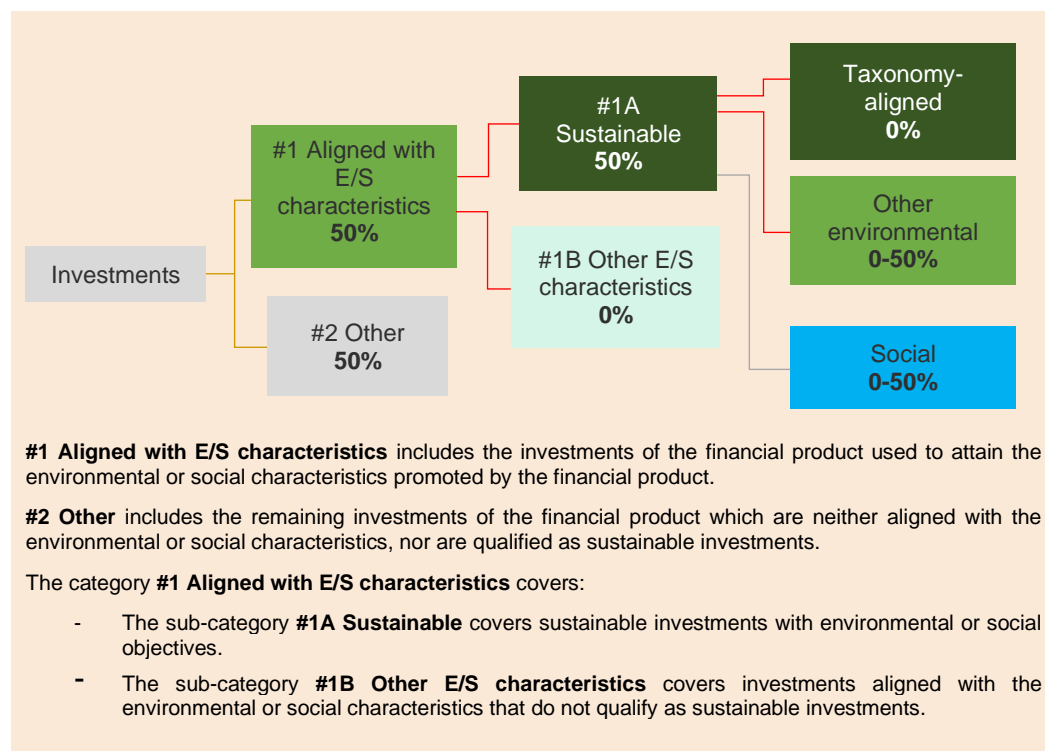 Investments
#1 Aligned with
E/S
characteristics
50%
#2 Other
50%
#1A
Sustainable
50%
#1B Other E/S
characteristics
0%
Taxonomy-
aligned
0%
Other
environmental
0-50%
Social
0-50%
#1 Aligned with E/S characteristics includes the investments of the financial product used to attain the
environmental or social characteristics promoted by the financial product.
#2 Other includes the remaining investments of the financial product which are neither aligned with the
environmental or social characteristics, nor are qualified as sustainable investments.
The category #1 Aligned with E/S characteristics covers:
- The sub-category #1A Sustainable covers sustainable investments with environmental or social
objectives.
- The sub-category #1B Other E/S characteristics covers investments aligned with the
environmental or social characteristics that do not qualify as sustainable investments.